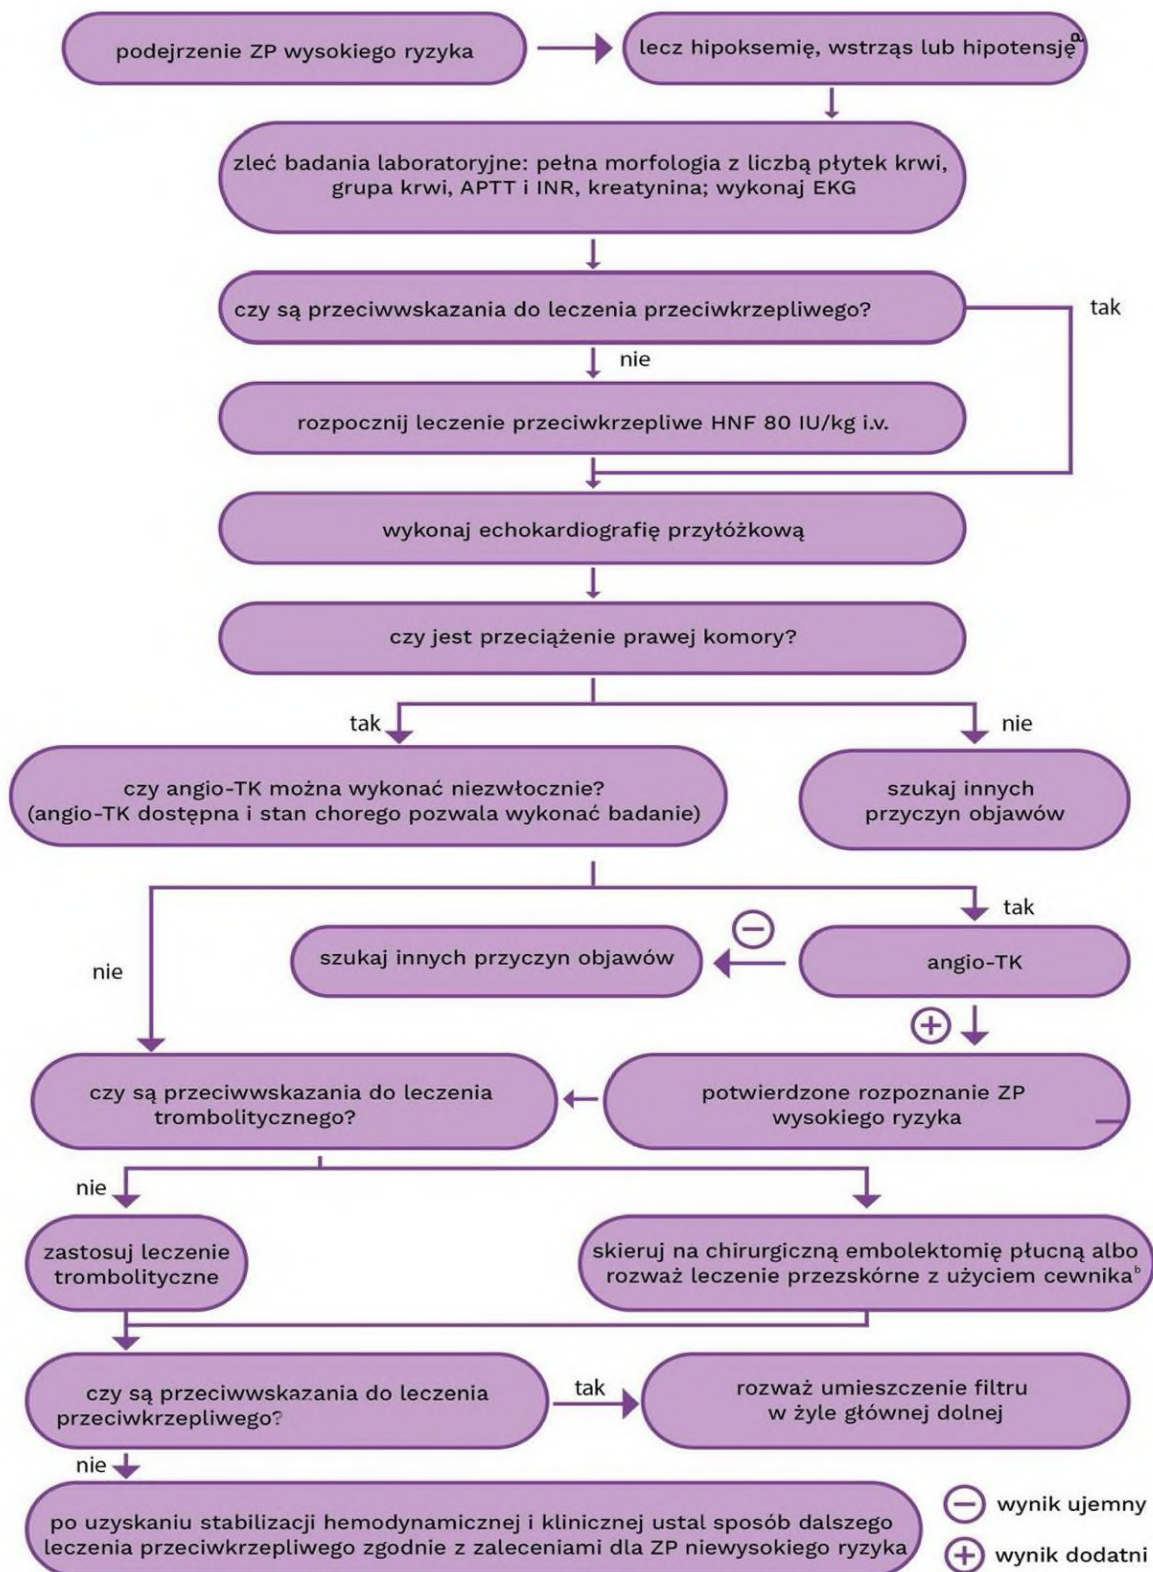 podejrzenie ZP wysokiego ryzyka
lecz hipoksemię, wstrząs lub hipotensję
zleć badania laboratoryjne: pełna morfologia z liczbą płytek krwi,
grupa krwi, APTT i INR, kreatynina; wykonaj EKG
czy są przeciwwskazania do leczenia przeciwkrzepliwego?
tak
nie
rozpocznij leczenie przeciwkrzepliwe HNF 80 IU/kg i.v.
wykonaj echokardiografię przyłóżkową
czy jest przeciążenie prawej komory?
tak
nie
czy angio-TK można wykonać niezwłocznie?
(angio-TK dostępna i stan chorego pozwala wykonać badanie)
szukaj innych
przyczyn objawów
nie
tak
szukaj innych przyczyn objawów
angio-TK
czy są przeciwwskazania do leczenia
trombolitycznego?
potwierdzone rozpoznanie ZP
wysokiego ryzyka
nie
zastosuj leczenie
trombolityczne
skieruj na chirurgiczną embolektomię płucną albo
rozważ leczenie przezskórne z użyciem cewnikaᵇ
czy są przeciwwskazania do leczenia
przeciwkrzepliwego?
tak
rozważ umieszczenie filtru
w żyle głównej dolnej
nie
po uzyskaniu stabilizacji hemodynamicznej i klinicznej ustal sposób dalszego
leczenia przeciwkrzepliwego zgodnie z zaleceniami dla ZP niewysokiego ryzyka
wynik ujemny
wynik dodatni